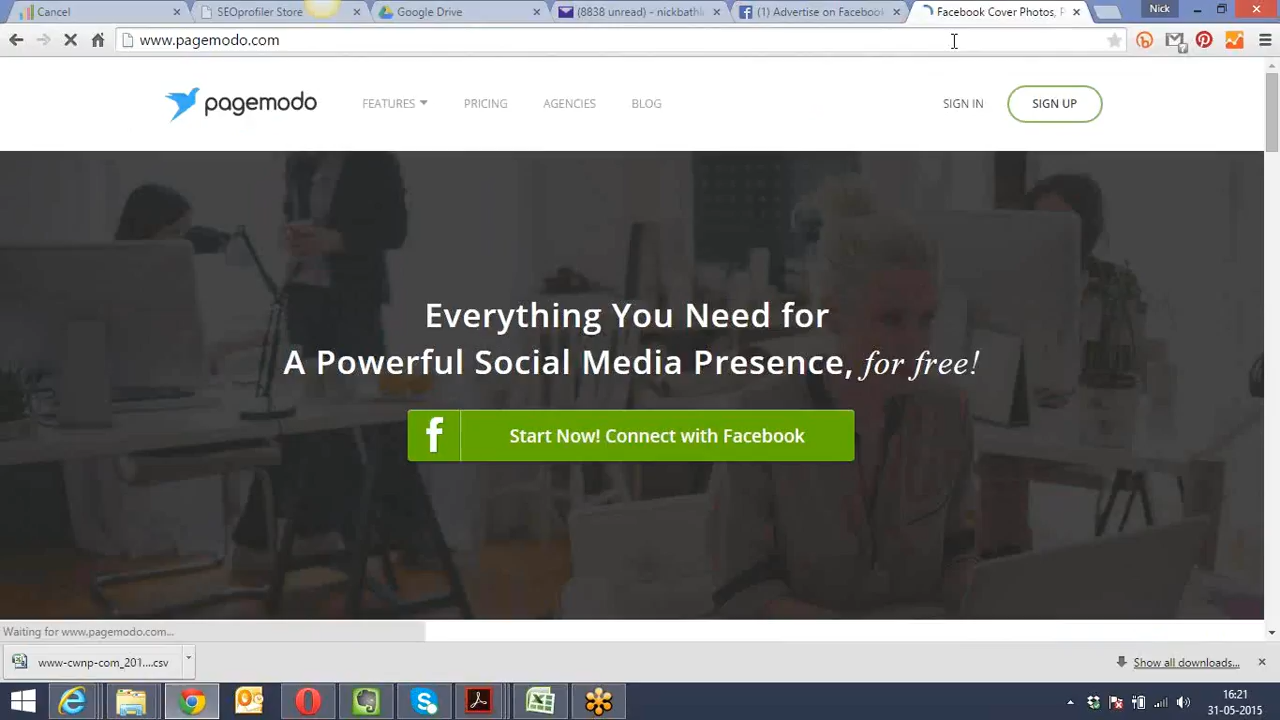 Cancel
SEOprofiler Store
Google Drive
(8838 unread) - nickbathl
(1) Advertise on Facebook
Facebook Cover Photos, P
Nick
www.pagemodo.com
pagemodo
FEATURES
PRICING
AGENCIES
BLOG
SIGN IN
SIGN UP
Everything You Need for
A Powerful Social Media Presence, for free!
f
Start Now! Connect with Facebook
Waiting for www.pagemodo.com...
www-cwnp-com_201....csv
Show all downloads...
16:21
31-05-2015